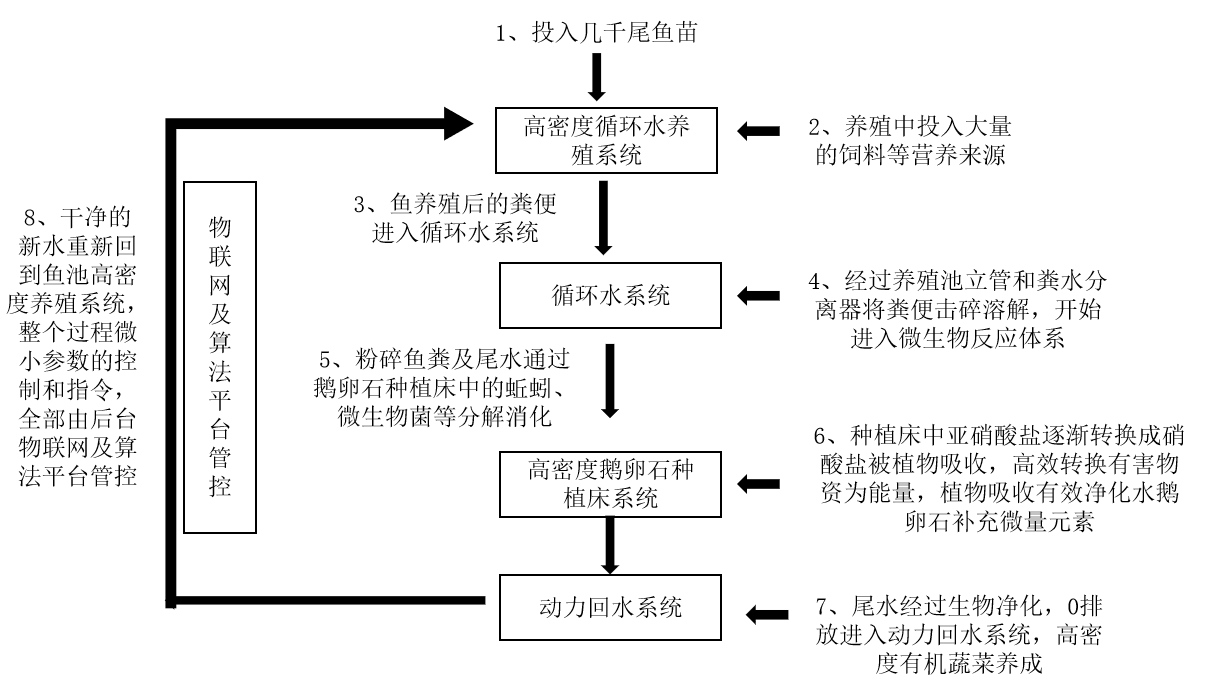 1、投入几千尾鱼苗
高密度循环水养
殖系统
2、养殖中投入大量
的饲料等营养来源
3、鱼养殖后的粪便
进入循环水系统
循环水系统
4、经过养殖池立管和粪水分
离器将粪便击碎溶解，开始
进入微生物反应体系
5、粉碎鱼粪及尾水通过
鹅卵石种植床中的蚯蚓、
微生物菌等分解消化
高密度鹅卵石种
植床系统
6、种植床中亚硝酸盐逐渐转换成硝
酸盐被植物吸收，高效转换有害物
资为能量，植物吸收有效净化水鹅
卵石补充微量元素
动力回水系统
7、尾水经过生物净化，0排
放进入动力回水系统，高密
度有机蔬菜养成
物联网及算法平台管控
8、干净的
新水重新回
到鱼池高密
度养殖系统，
整个过程微
小参数的控
制和指令，
全部由后台
物联网及算
法平台管控